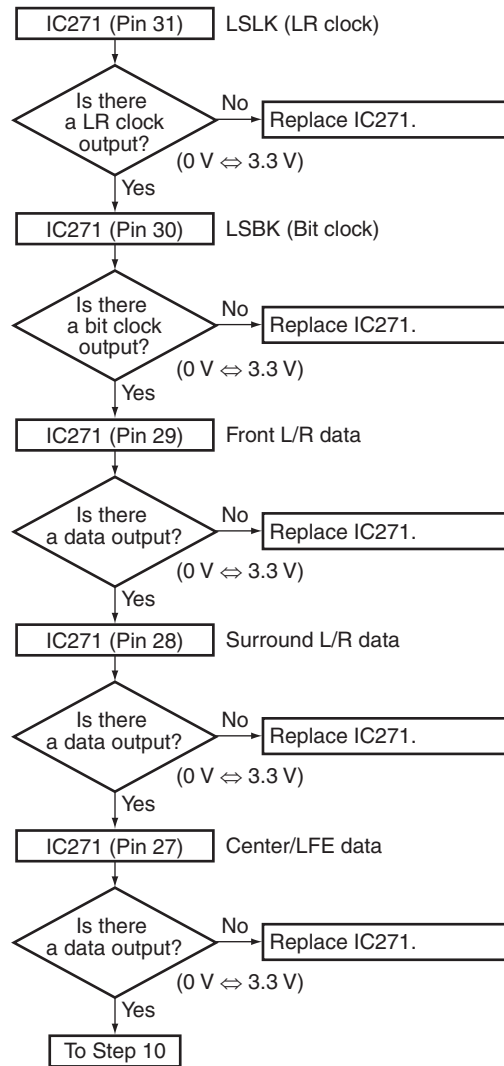 IC271 (Pin 31) LSLK (LR clock)
Is there
a LR clock
output?
No
Replace IC271.
(0 V ⇔ 3.3 V)
Yes
IC271 (Pin 30) LSBK (Bit clock)
Is there
a bit clock
output?
No
Replace IC271.
(0 V ⇔ 3.3 V)
Yes
IC271 (Pin 29) Front L/R data
Is there
a data output?
No
Replace IC271.
(0 V ⇔ 3.3 V)
Yes
IC271 (Pin 28) Surround L/R data
Is there
a data output?
No
Replace IC271.
(0 V ⇔ 3.3 V)
Yes
IC271 (Pin 27) Center/LFE data
Is there
a data output?
No
Replace IC271.
(0 V ⇔ 3.3 V)
Yes
To Step 10